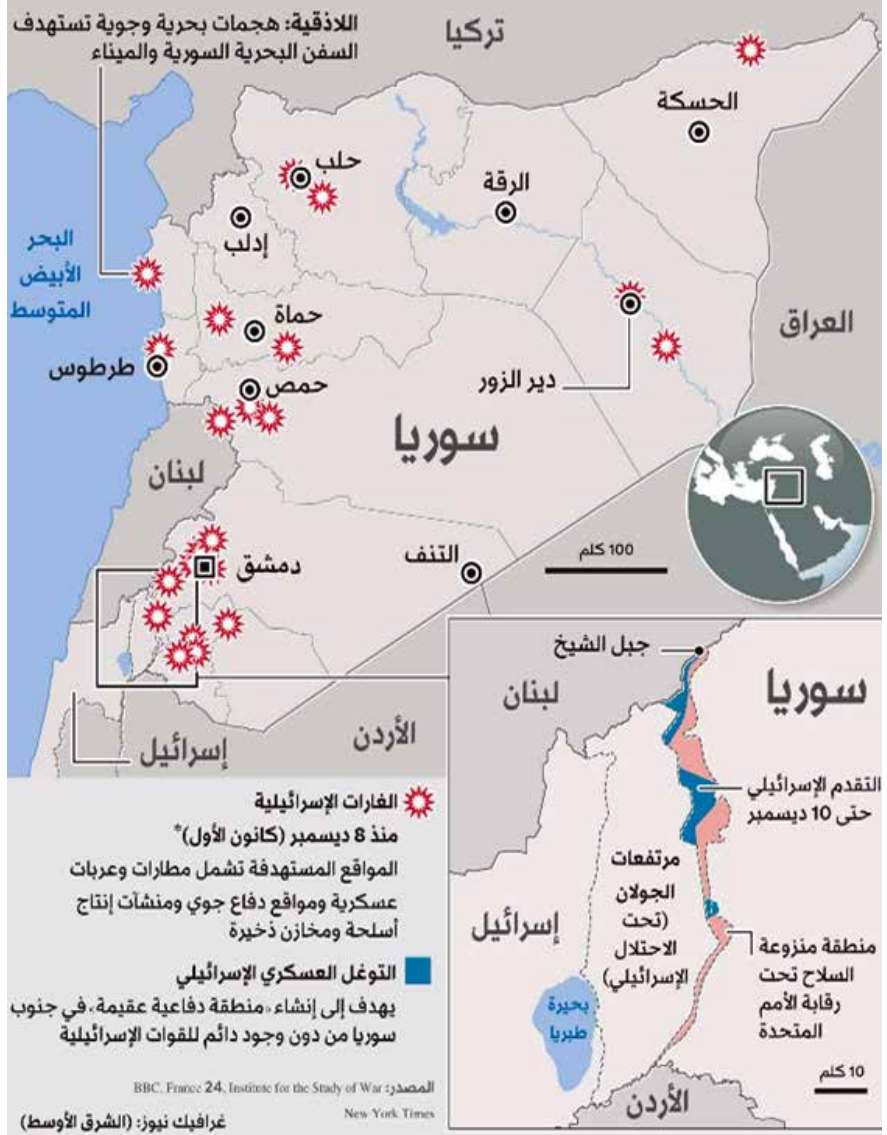 اللاذقية: هجمات بحرية وجوية تستهدف
السفن البحرية السورية والميناء
تركيا
الحسكة
حلب
الرقة
إدلب
البحر
الأبيض
المتوسط
حماة
العراق
طرطوس
حمص
دير الزور
سوريا
لبنان
دمشق
التنف
100 كلم
إسرائيل
الأردن
جبل الشيخ
سوريا
لبنان
التقدم الإسرائيلي
حتى 10 ديسمبر
مرتفعات
الجولان
(تحت
الاحتلال
الإسرائيلي)
إسرائيل
منطقة منزوعة
السلاح تحت
رقابة الأمم
المتحدة
بحيرة
طبريا
10 كلم
الأردن
الغارات الإسرائيلية
منذ 8 ديسمبر (كانون الأول)*
المواقع المستهدفة تشمل مطارات وعربات
عسكرية ومواقع دفاع جوي ومنشآت إنتاج
أسلحة ومخازن ذخيرة
التوغل العسكري الإسرائيلي
يهدف إلى إنشاء «منطقة دفاعية عقيمة» في جنوب
سوريا من دون وجود دائم للقوات الإسرائيلية
المصدر: BBC, France 24, Institute for the Study of War
New York Times
غرافيك نيوز: (الشرق الأوسط)